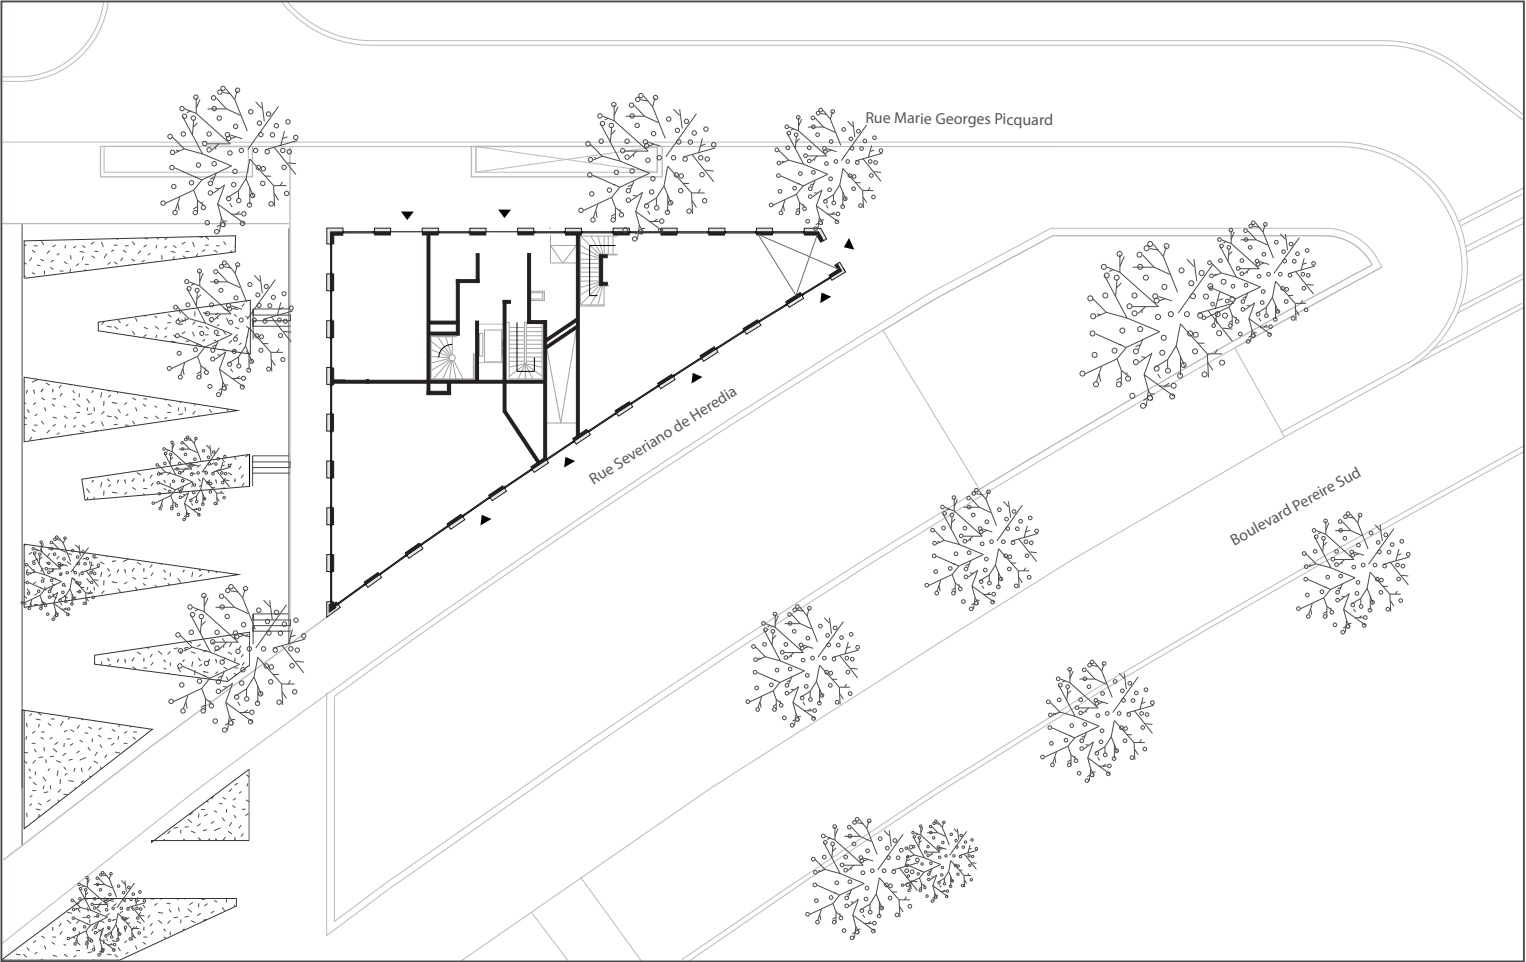 Rue Marie Georges Picquard
Rue Severiano de Heredia
Boulevard Pereire Sud